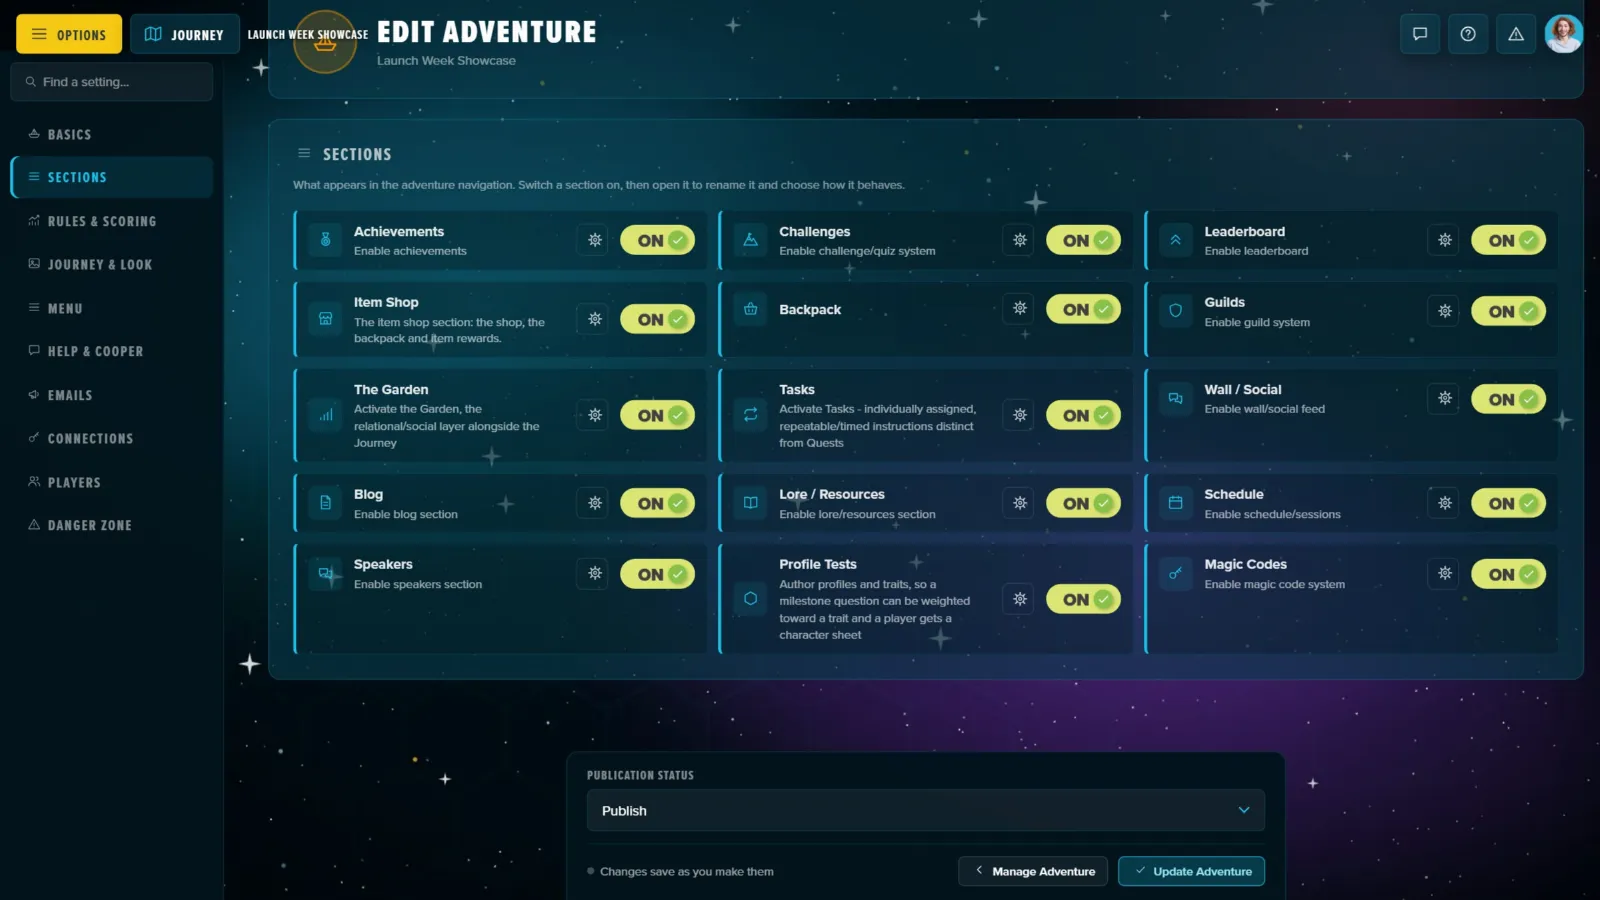 OPTIONS
JOURNEY
LAUNCH WEEK SHOWCASE
EDIT ADVENTURE
Launch Week Showcase
Find a setting...
BASICS
SECTIONS
RULES & SCORING
JOURNEY & LOOK
MENU
HELP & COOPER
EMAILS
CONNECTIONS
PLAYERS
DANGER ZONE
SECTIONS
What appears in the adventure navigation. Switch a section on, then open it to rename it and choose how it behaves.
Achievements
Enable achievements
ON
Challenges
Enable challenge/quiz system
ON
Leaderboard
Enable leaderboard
ON
Item Shop
The item shop section: the shop, the
backpack and item rewards.
ON
Backpack
ON
Guilds
Enable guild system
ON
The Garden
Activate the Garden, the
relational/social layer alongside the
Journey
ON
Tasks
Activate Tasks - individually assigned,
repeatable/timed instructions distinct
from Quests
ON
Wall / Social
Enable wall/social feed
ON
Blog
Enable blog section
ON
Lore / Resources
Enable lore/resources section
ON
Schedule
Enable schedule/sessions
ON
Speakers
Enable speakers section
ON
Profile Tests
Author profiles and traits, so a
milestone question can be weighted
toward a trait and a player gets a
character sheet
ON
Magic Codes
Enable magic code system
ON
PUBLICATION STATUS
Publish
Changes save as you make them
Manage Adventure
Update Adventure